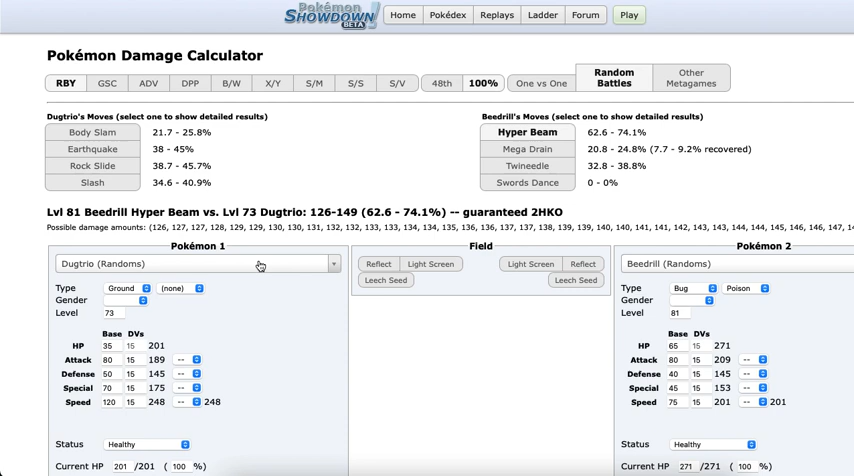 Pokémon Showdown! BETA Home Pokédex Replays Ladder Forum Play
Pokémon Damage Calculator
RBY GSC ADV DPP B/W X/Y S/M S/S S/V 48th 100% One vs One Random Battles Other Metagames
Dugtrio's Moves (select one to show detailed results) Beedrill's Moves (select one to show detailed results)
Body Slam 21.7 - 25.8% Hyper Beam 62.6 - 74.1%
Earthquake 38 - 45% Mega Drain 20.8 - 24.8% (7.7 - 9.2% recovered)
Rock Slide 38.7 - 45.7% Twineedle 32.8 - 38.8%
Slash 34.6 - 40.9% Swords Dance 0 - 0%
Lvl 81 Beedrill Hyper Beam vs. Lvl 73 Dugtrio: 126-149 (62.6 - 74.1%) -- guaranteed 2HKO
Possible damage amounts: (126, 127, 127, 128, 129, 129, 130, 130, 131, 132, 132, 133, 133, 134, 134, 135, 136, 136, 137, 137, 138, 139, 139, 140, 140, 141, 141, 142, 143, 143, 144, 144, 145, 146, 146, 147, 14
Pokémon 1 Field Pokémon 2
Dugtrio (Randoms) Reflect Light Screen Light Screen Reflect Beedrill (Randoms)
Leech Seed Leech Seed
Type Ground (none) Type Bug Poison
Gender Gender
Level 73 Level 81
Base DVs Base DVs
HP 35 15 201 HP 65 15 271
Attack 80 15 189 -- Attack 80 15 209 --
Defense 50 15 145 -- Defense 40 15 145 --
Special 70 15 175 -- Special 45 15 153 --
Speed 120 15 248 -- 248 Speed 75 15 201 -- 201
Status Healthy Status Healthy
Current HP 201 /201 ( 100 %) Current HP 271 /271 ( 100 %)